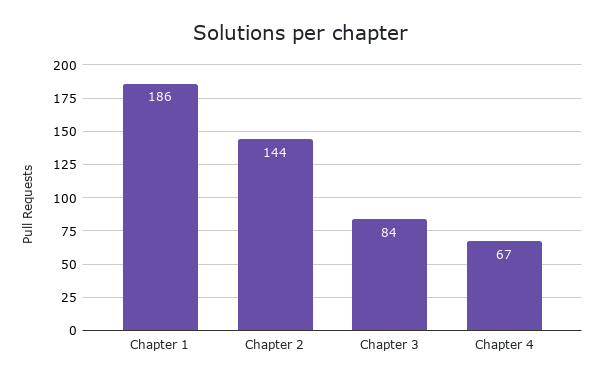 Solutions per chapter
Pull Requests
200
175
150
125
100
75
50
25
0
186
144
84
67
Chapter 1
Chapter 2
Chapter 3
Chapter 4